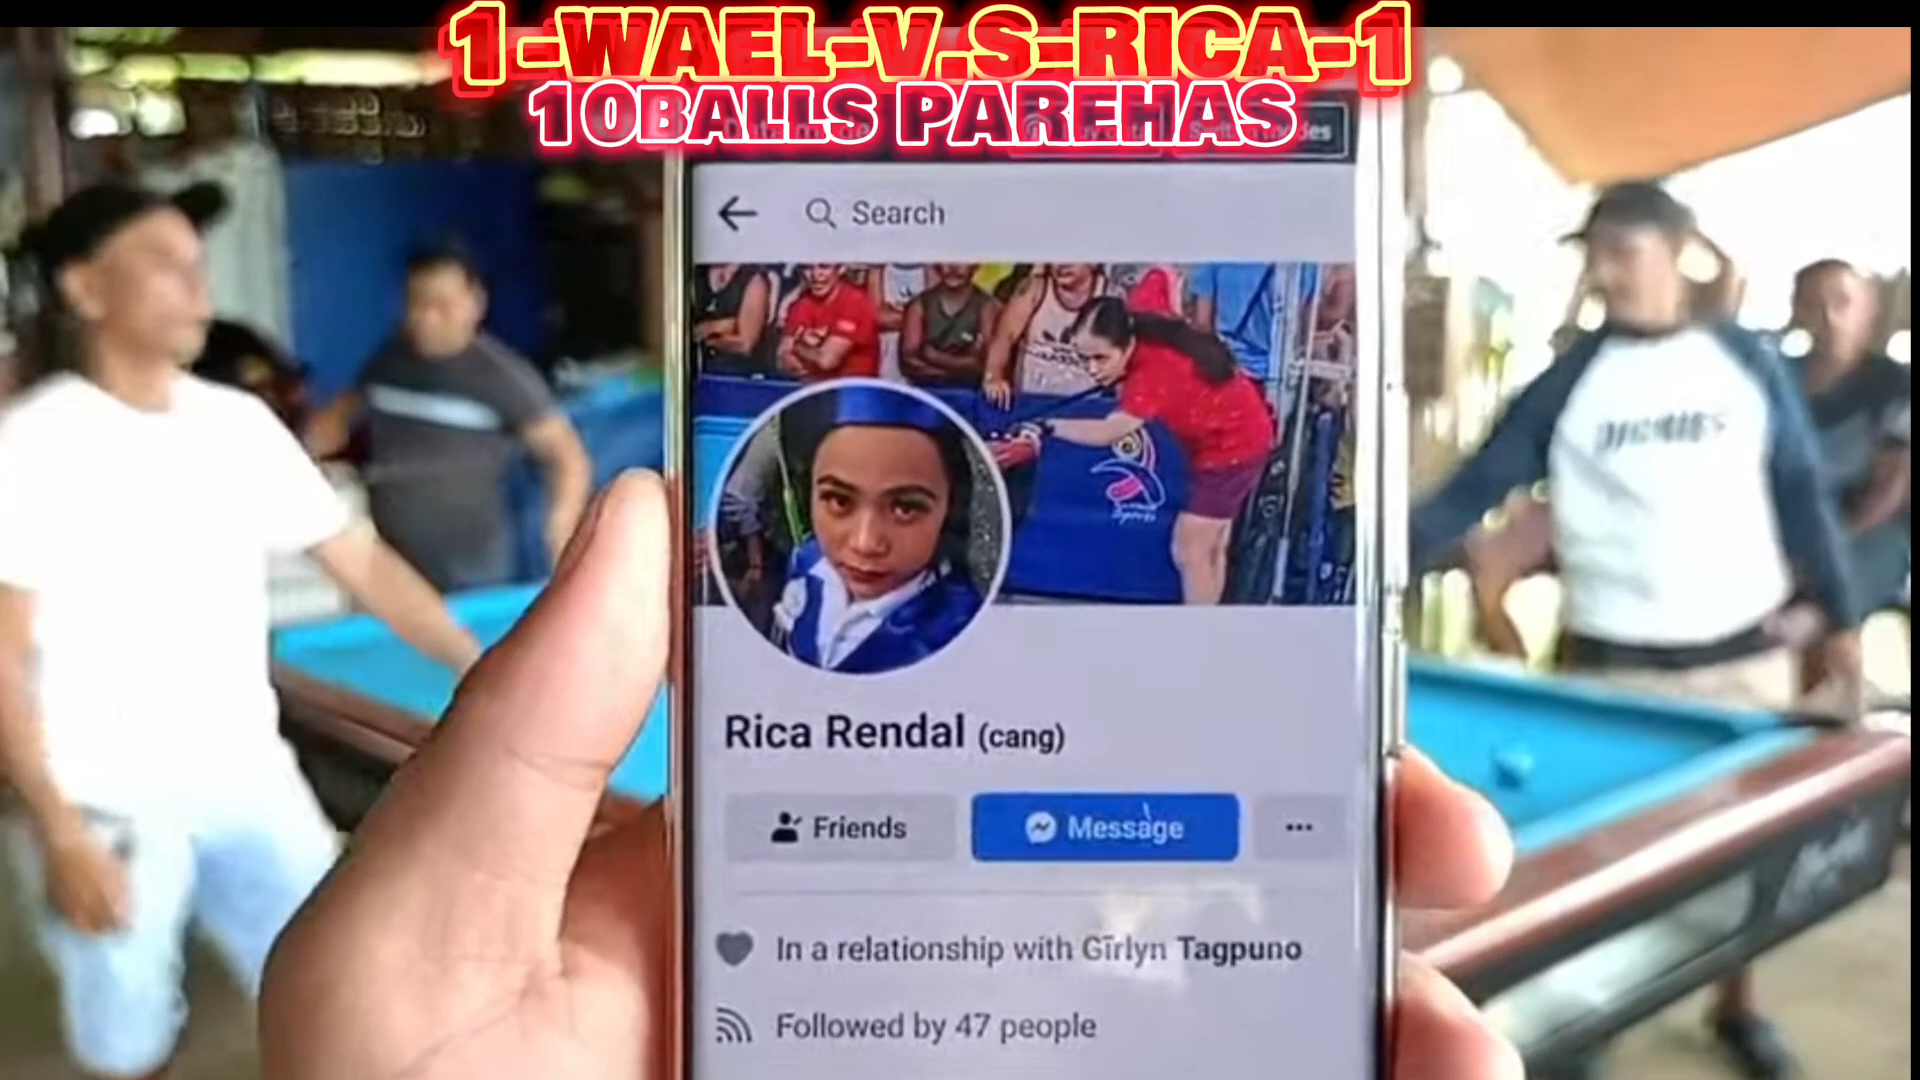 1-WAEL-V.S-RICA-1
10BALLS PAREHAS
Search
Rica Rendal (cang)
Friends
Message
In a relationship with Girlyn Tagpuno
Followed by 47 people